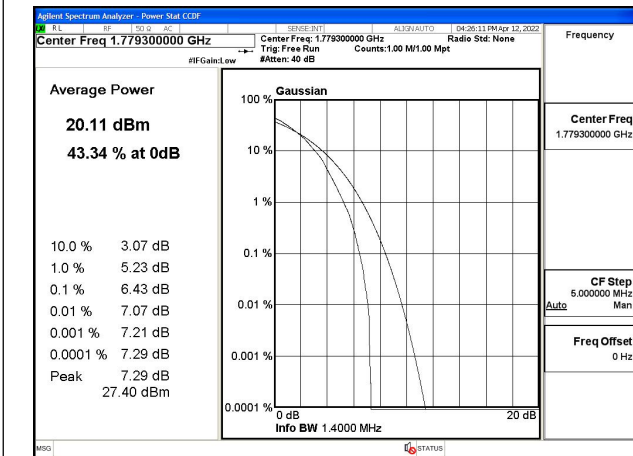 Agilent Spectrum Analyzer - Power Stat CCDF
LXI RL RF 50 Ω AC SENSE:INT ALIGNAUTO 04:26:11 PM Apr 12, 2022
Center Freq 1.779300000 GHz
Center Freq: 1.779300000 GHz Radio Std: None
Trig: Free Run Counts:1.00 M/1.00 Mpt
#IFGain:Low #Atten: 40 dB
Frequency
Average Power
20.11 dBm
43.34 % at 0dB
10.0 % 3.07 dB
1.0 % 5.23 dB
0.1 % 6.43 dB
0.01 % 7.07 dB
0.001 % 7.21 dB
0.0001 % 7.29 dB
Peak 7.29 dB
27.40 dBm
Gaussian
100 %
10 %
1 %
0.1 %
0.01 %
0.001 %
0.0001 %
0 dB 20 dB
Info BW 1.4000 MHz
Center Freq
1.779300000 GHz
CF Step
5.000000 MHz
Auto Man
Freq Offset
0 Hz
MSG STATUS